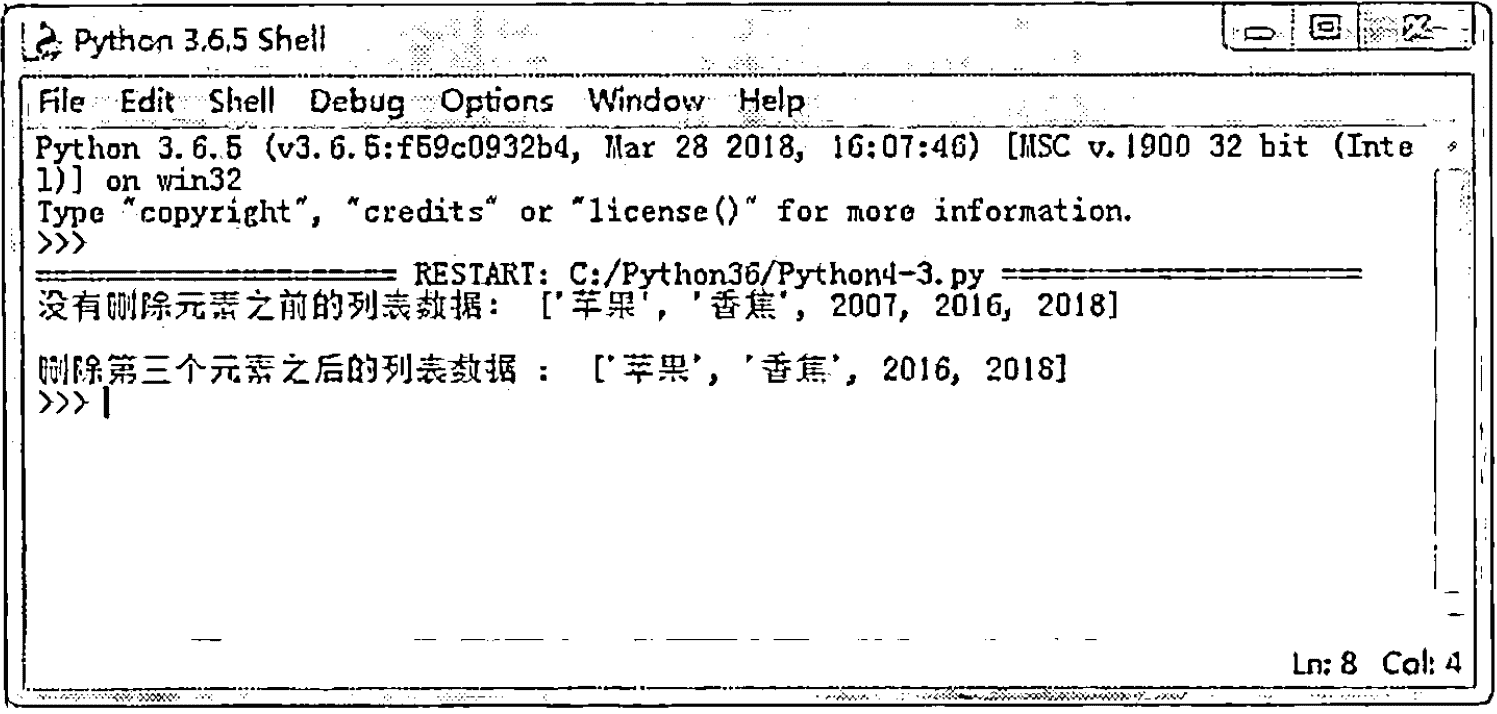 Python 3.6.5 Shell
File Edit Shell Debug Options Window Help
Python 3.6.5 (v3.6.5:f59c0932b4, Mar 28 2018, 16:07:46) [MSC v.1900 32 bit (Inte
l)] on win32
Type "copyright", "credits" or "license()" for more information.
>>>
==================== RESTART: C:/Python36/Python4-3.py ====================
没有删除元素之前的列表数据： ['苹果', '香蕉', 2007, 2016, 2018]
删除第三个元素之后的列表数据 ： ['苹果', '香蕉', 2016, 2018]
>>>
Ln: 8 Col: 4